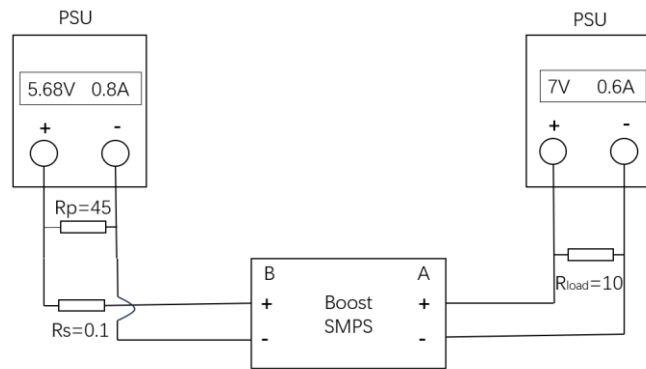 PSU
PSU
5.68V 0.8A
7V 0.6A
+ -
+ -
Rp=45
B A
Rload=10
+ Boost +
SMPS
Rs=0.1
- -